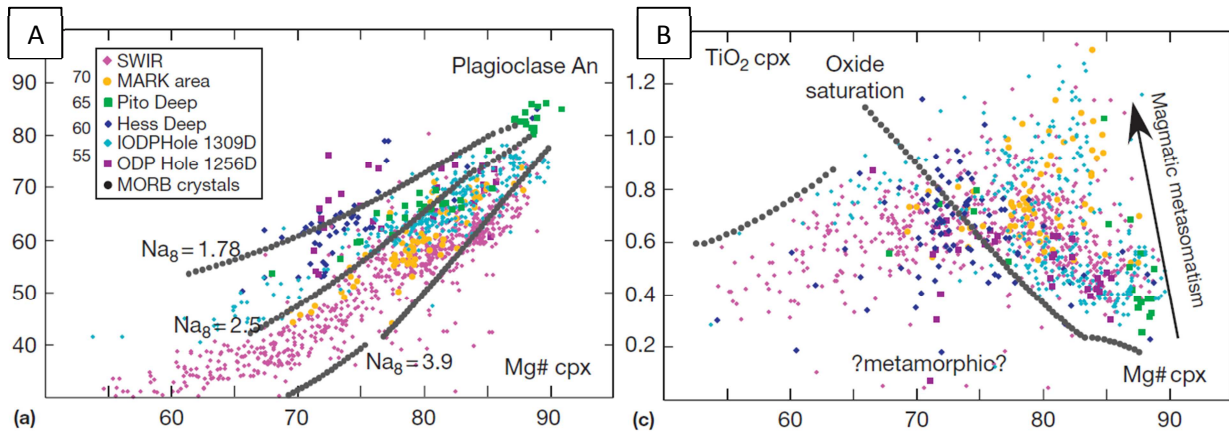 A
SWIR
MARK area
Pito Deep
Hess Deep
IODPHole 1309D
ODP Hole 1256D
MORB crystals
70
65
60
55
Plagioclase An
90
80
70
60
50
40
Na8=1.78
Na8=2.5
Na8=3.9
Mg# cpx
(a)
60
70
80
90
B
TiO2 cpx
Oxide
saturation
Magmatic metasomatism
1.2
1.0
0.8
0.6
0.4
0.2
?metamorphio?
Mg# cpx
(c)
60
70
80
90